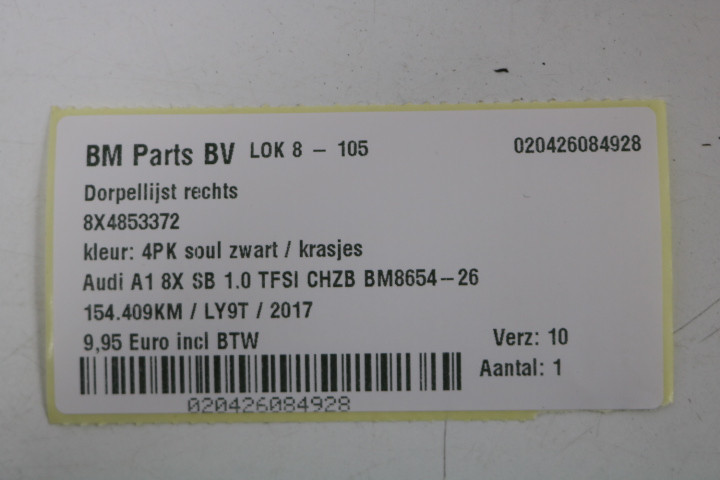 BM Parts BV LOK 8 - 105 020426084928
Dorpellijst rechts
8X4853372
kleur: 4PK soul zwart / krasjes
Audi A1 8X SB 1.0 TFSI CHZB BM8654-26
154.409KM / LY9T / 2017
9,95 Euro incl BTW Verz: 10
Aantal: 1
020426084928